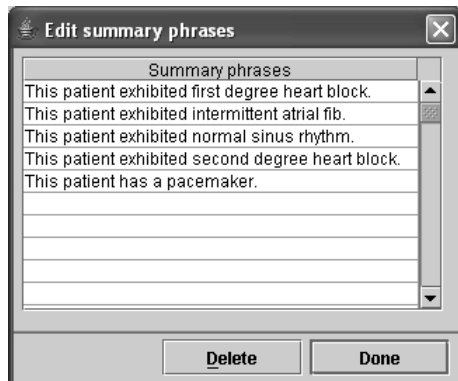 Edit summary phrases
Summary phrases
This patient exhibited first degree heart block.
This patient exhibited intermittent atrial fib.
This patient exhibited normal sinus rhythm.
This patient exhibited second degree heart block.
This patient has a pacemaker.
Delete Done